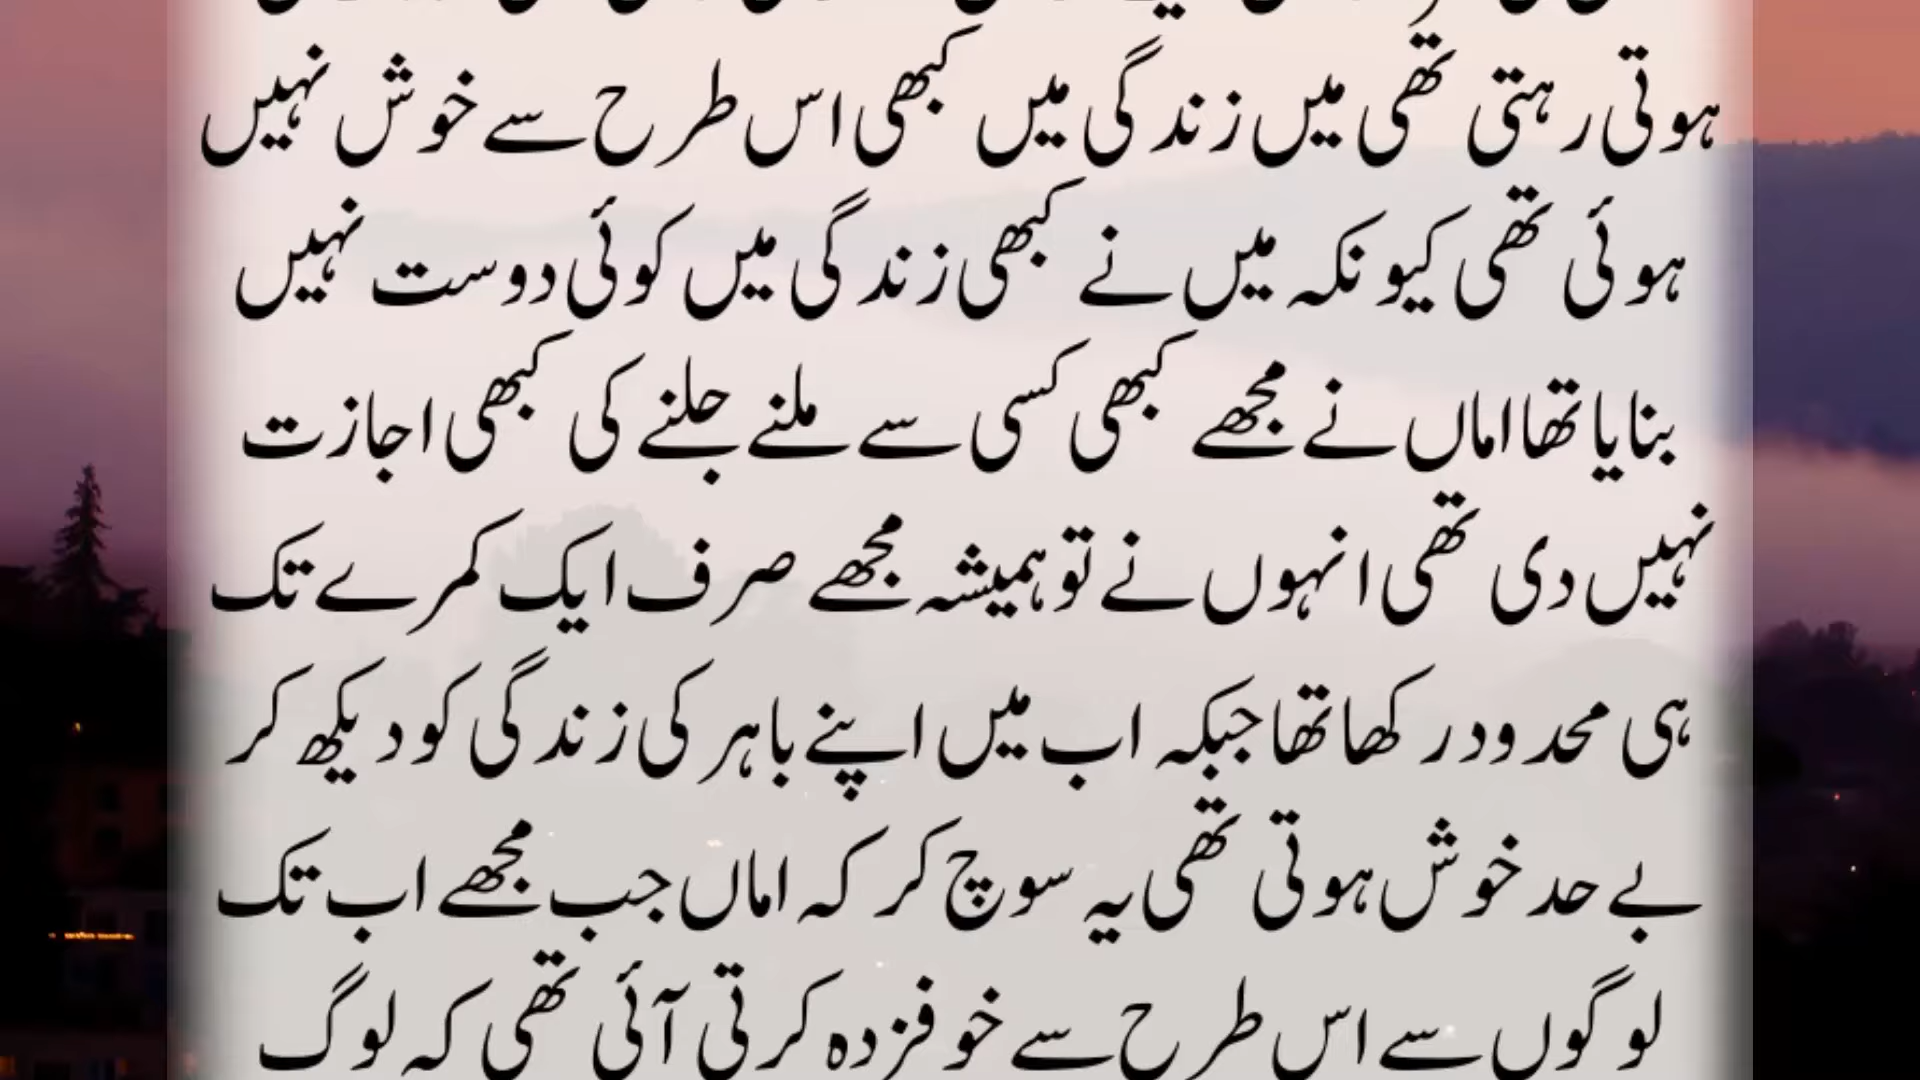 ہوتی رہتی تھی میں زندگی میں کبھی اس طرح سے خوش نہیں
ہوئی تھی کیونکہ میں نے کبھی زندگی میں کوئی دوست نہیں
بنایا تھا اماں نے مجھے کبھی کسی سے ملنے جلنے کی کبھی اجازت
نہیں دی تھی انہوں نے تو ہمیشہ مجھے صرف ایک کمرے تک
ہی محدود رکھا تھا جبکہ اب میں اپنے باہر کی زندگی کو دیکھ کر
بے حد خوش ہوتی تھی یہ سوچ کر کہ اماں جب مجھے اب تک
لوگوں سے اس طرح سے خوفزدہ کرتی آئی تھی کہ لوگ